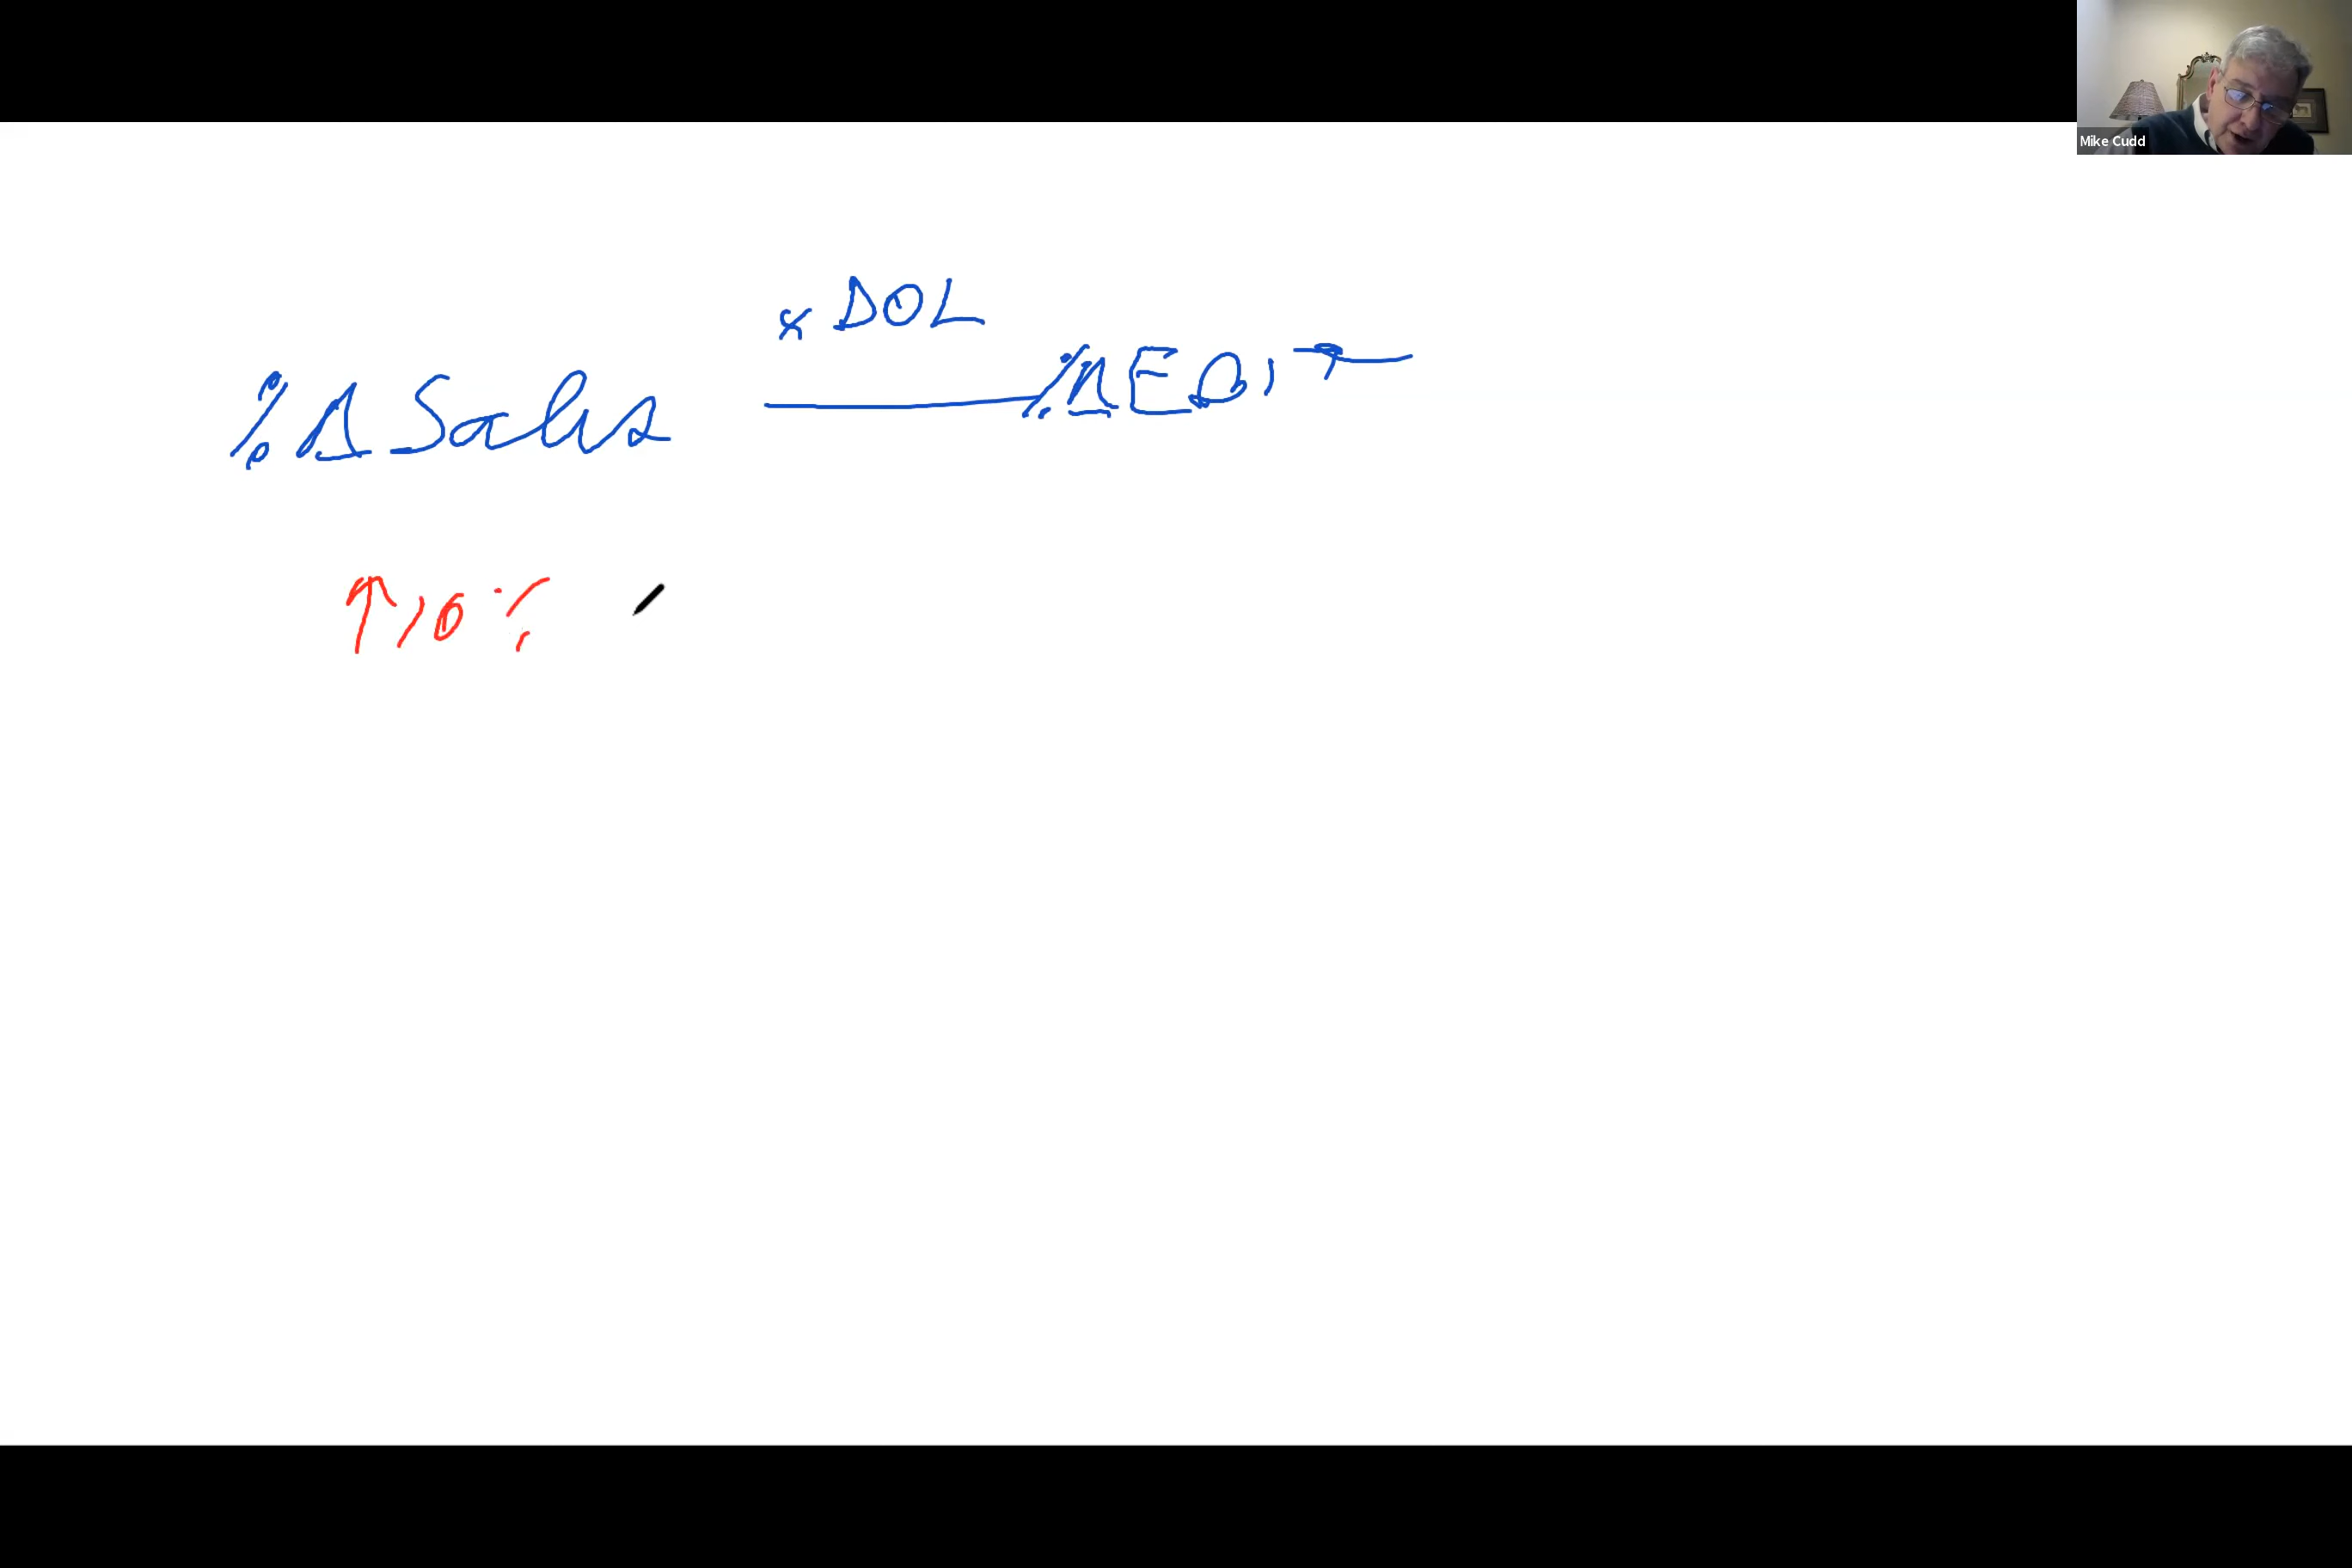 Mike Cudd
* DOL
%Δ Sales %Δ EBIT
↑10%